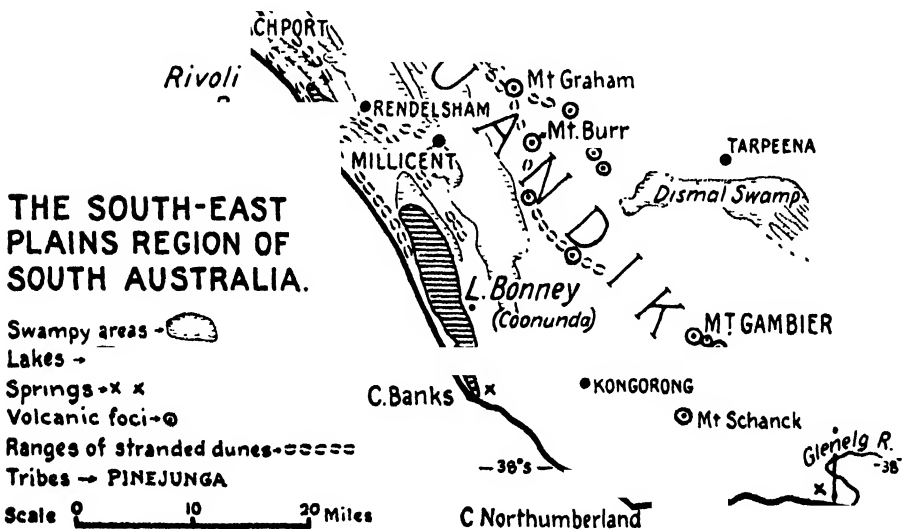 CHPORT
Rivoli
Mt Graham
RENDELSHAM
Mt. Burr
MILLICENT
TARPEENA
Dismal Swamp
JANDIK
THE SOUTH-EAST
PLAINS REGION OF
SOUTH AUSTRALIA.
L. Bonney
(Coonunda)
MT. GAMBIER
Swampy areas
Lakes
Springs x x
C. Banks
x
KONGORONG
Volcanic foci
Mt Schanck
Ranges of stranded dunes
Glenelg R.
-38°s
-38°
x
Tribes PINEJUNGA
Scale 0 10 20 Miles
C Northumberland